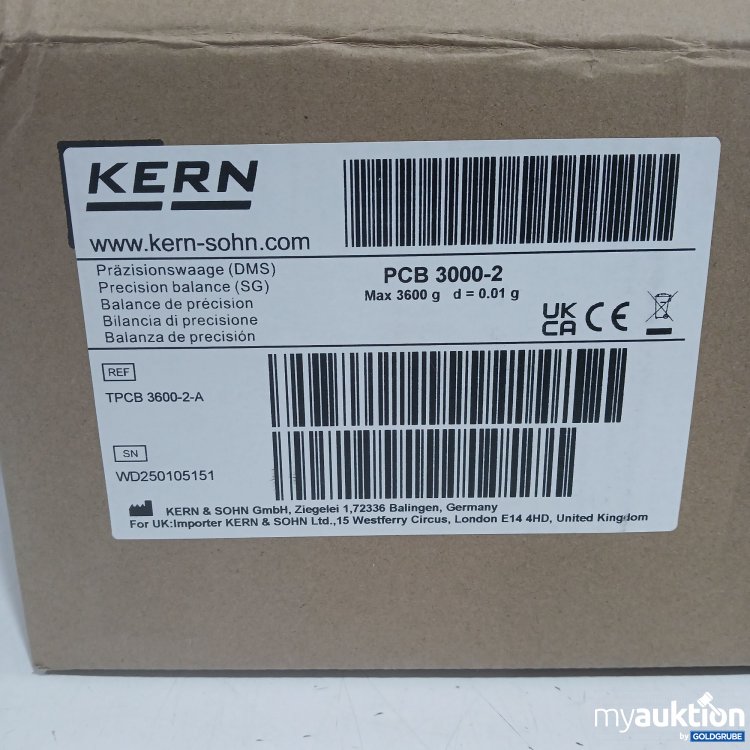 KERN
www.kern-sohn.com
Präzisionswaage (DMS)
Precision balance (SG)
Balance de précision
Bilancia di precisione
Balanza de precisión
PCB 3000-2
Max 3600 g d = 0.01 g
UK
CA CE
REF
TPCB 3600-2-A
SN
WD250105151
KERN & SOHN GmbH, Ziegelei 1,72336 Balingen, Germany
For UK:Importer KERN & SOHN Ltd.,15 Westferry Circus, London E14 4HD, United Kingdom
myauktion
by GOLDGRUBE